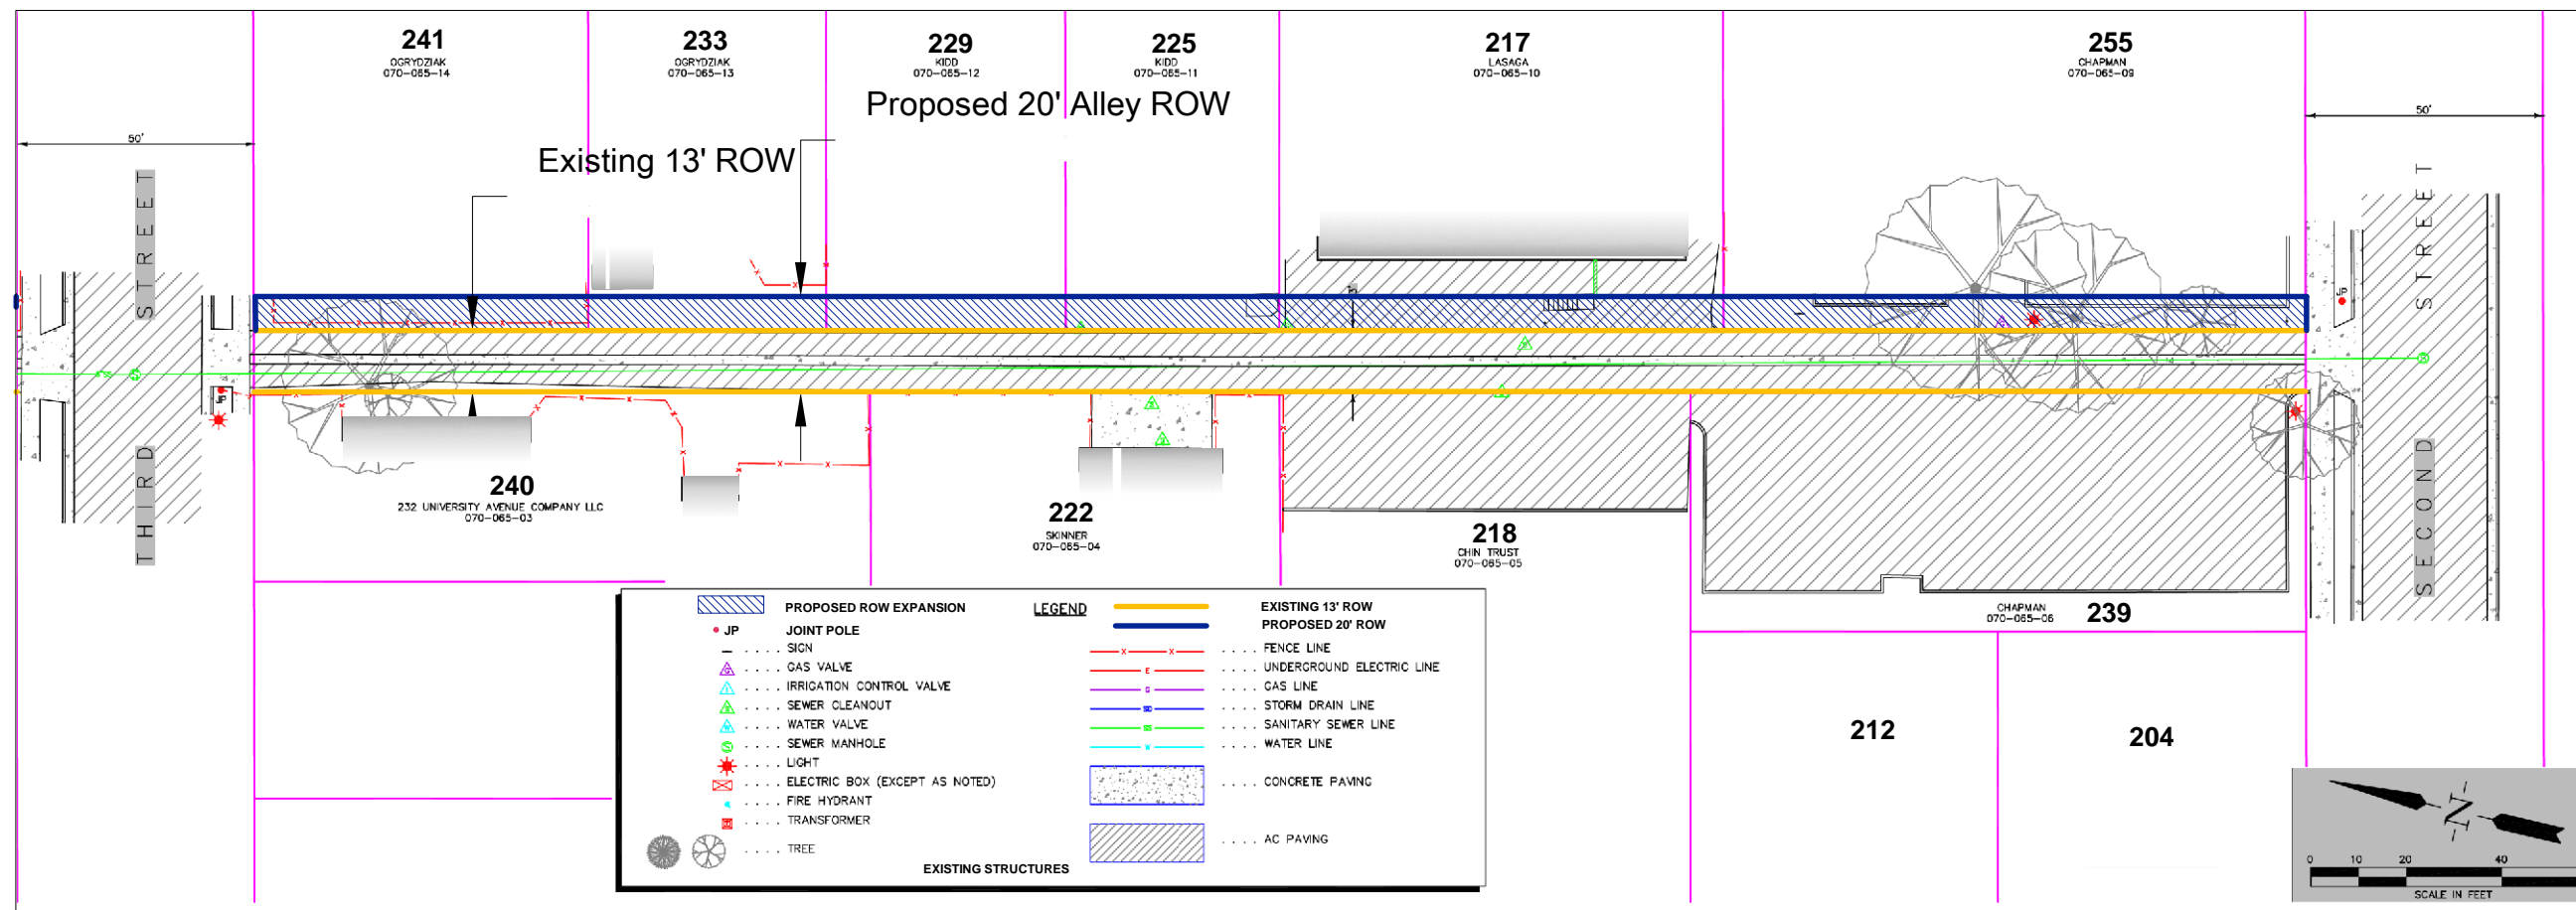 241
OGRYDZIAK
070-065-14
233
OGRYDZIAK
070-065-13
229
KIDD
070-065-12
225
KIDD
070-065-11
217
LASAGA
070-065-10
255
CHAPMAN
070-065-09
Proposed 20' Alley ROW
Existing 13' ROW
50'
50'
THIRD STREET
SECOND STREET
JP
JP
240
232 UNIVERSITY AVENUE COMPANY LLC
070-065-03
222
SKINNER
070-065-04
218
CHIN TRUST
070-065-05
CHAPMAN
070-065-06
239
212
204
LEGEND
PROPOSED ROW EXPANSION
JP JOINT POLE
.... SIGN
.... GAS VALVE
.... IRRIGATION CONTROL VALVE
.... SEWER CLEANOUT
.... WATER VALVE
S .... SEWER MANHOLE
.... LIGHT
.... ELECTRIC BOX (EXCEPT AS NOTED)
.... FIRE HYDRANT
.... TRANSFORMER
.... TREE
EXISTING STRUCTURES
EXISTING 13' ROW
PROPOSED 20' ROW
X X .... FENCE LINE
E .... UNDERGROUND ELECTRIC LINE
G .... GAS LINE
SD .... STORM DRAIN LINE
SS .... SANITARY SEWER LINE
W .... WATER LINE
.... CONCRETE PAVING
.... AC PAVING
N
0 10 20 40
SCALE IN FEET